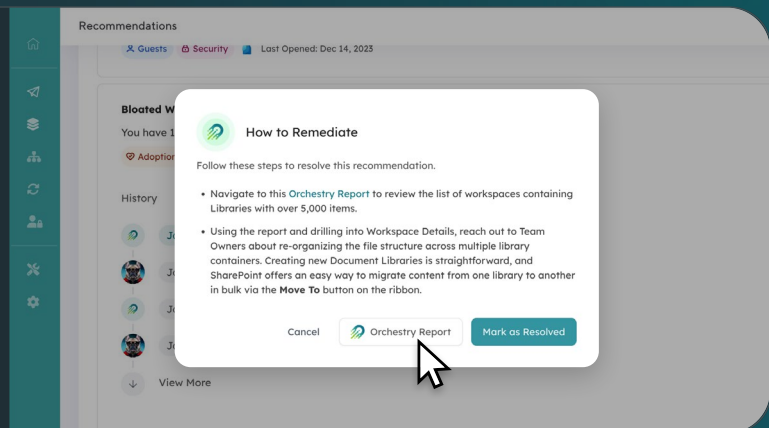 Recommendations
Guests Security Last Opened: Dec 14, 2023
Bloated
You have
Adoption
History
How to Remediate
Follow these steps to resolve this recommendation.
• Navigate to this Orchestry Report to review the list of workspaces containing
Libraries with over 5,000 items.
• Using the report and drilling into Workspace Details, reach out to Team
Owners about re-organizing the file structure across multiple library
containers. Creating new Document Libraries is straightforward, and
SharePoint offers an easy way to migrate content from one library to another
in bulk via the Move To button on the ribbon.
Cancel Orchestry Report Mark as Resolved
View More